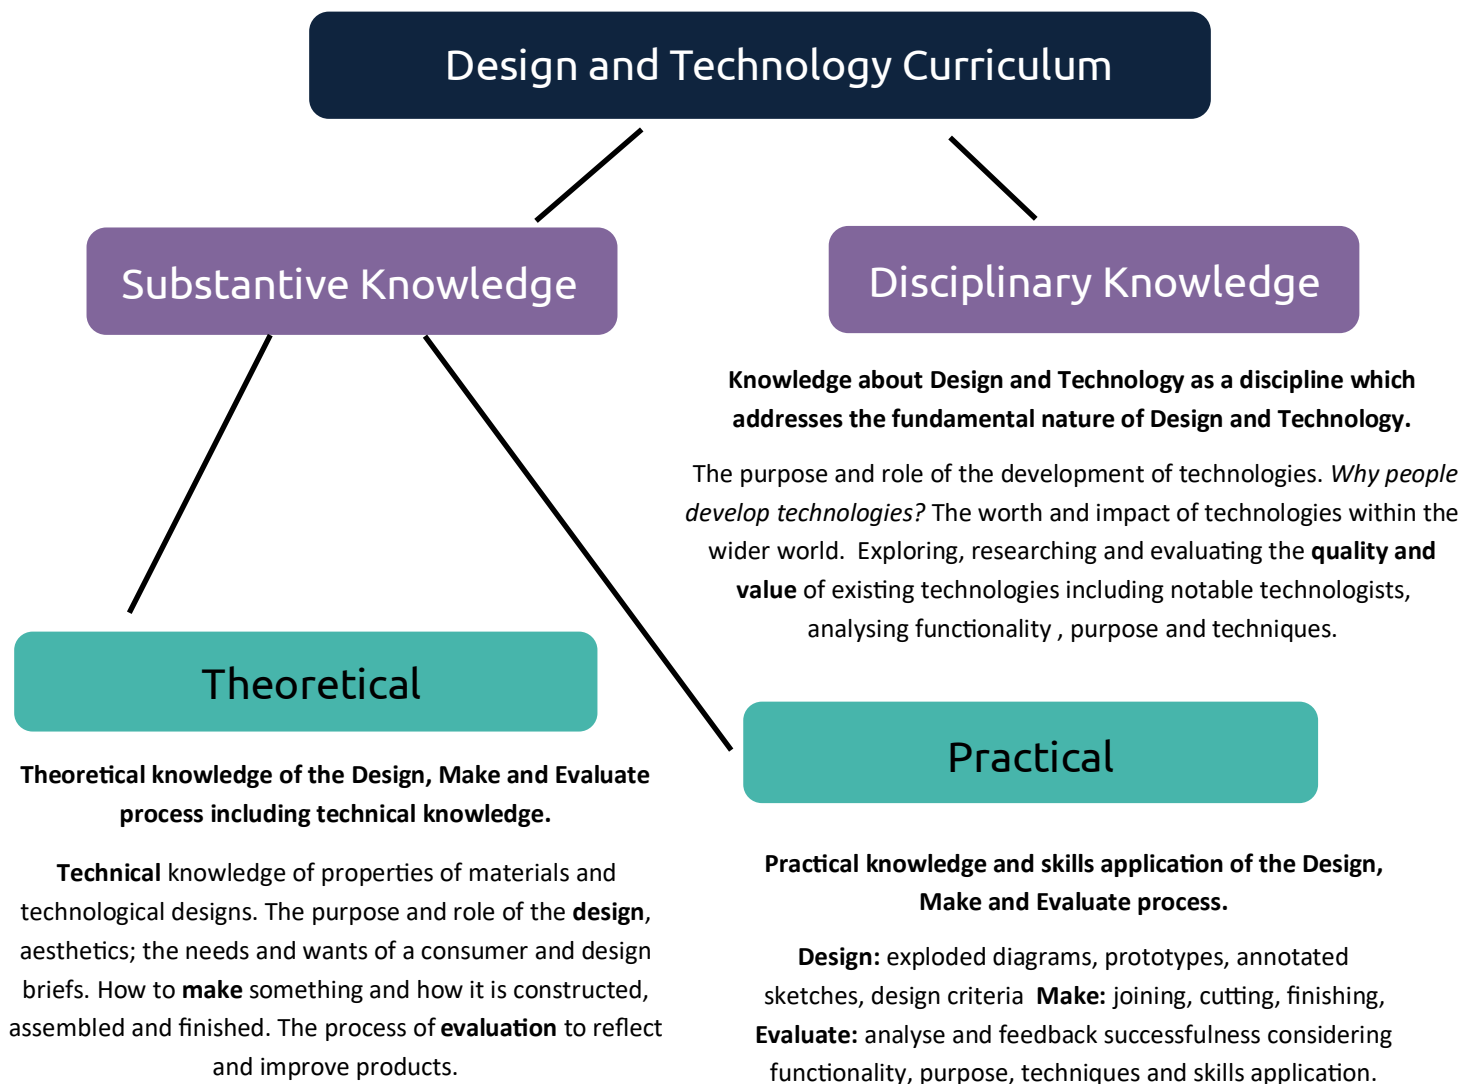 Design and Technology Curriculum
Substantive Knowledge
Disciplinary Knowledge
Knowledge about Design and Technology as a discipline which
addresses the fundamental nature of Design and Technology.
The purpose and role of the development of technologies. Why people
develop technologies? The worth and impact of technologies within the
wider world.  Exploring, researching and evaluating the quality and
value of existing technologies including notable technologists,
analysing functionality , purpose and techniques.
Theoretical
Theoretical knowledge of the Design, Make and Evaluate
process including technical knowledge.
Technical knowledge of properties of materials and
technological designs. The purpose and role of the design,
aesthetics; the needs and wants of a consumer and design
briefs. How to make something and how it is constructed,
assembled and finished. The process of evaluation to reflect
and improve products.
Practical
Practical knowledge and skills application of the Design,
Make and Evaluate process.
Design: exploded diagrams, prototypes, annotated
sketches, design criteria  Make: joining, cutting, finishing,
Evaluate: analyse and feedback successfulness considering
functionality, purpose, techniques and skills application.